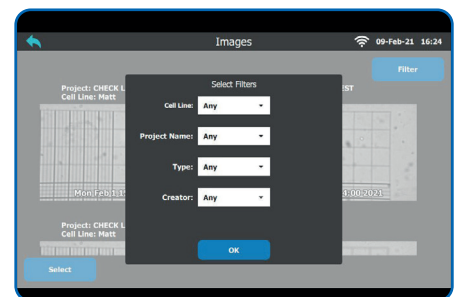 Images
09-Feb-21 16:24
Filter
Project: CHECK L
Cell Line: Matt
EST
Select Filters
Cell Line: Any
Project Name: Any
Type: Any
Creator: Any
OK
Mon Feb 1 1
4:00 2021
Project: CHECK L
Cell Line: Matt
Select